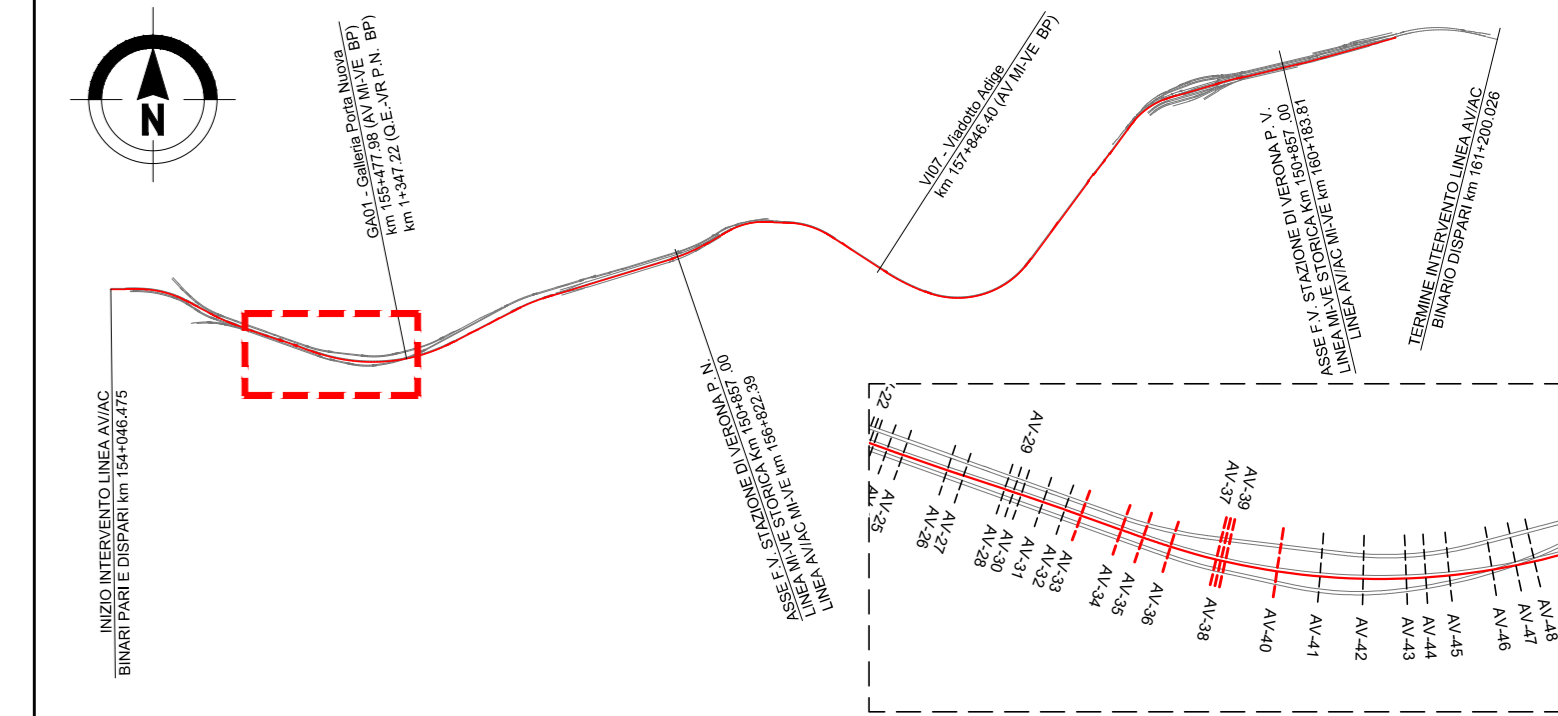 N
INIZIO INTERVENTO LINEA AV/AC
BINARI PARI E DISPARI km 154+046.475
GA01 - Galleria Porta Nuova
km 155+477.98 (AV MI-VE BP)
km 1+347.22 (Q.E.-VR P.N. BP)
ASSE F.V. STAZIONE DI VERONA P. N.
LINEA MI-VE STORICA Km 150+857 .00
LINEA AV/AC MI-VE km 156+822.39
VI07 - Viadotto Adige
km 157+846.40 (AV MI-VE BP)
ASSE F.V. STAZIONE DI VERONA P. V.
LINEA MI-VE STORICA Km 150+857 .00
LINEA AV/AC MI-VE km 160+183.81
TERMINE INTERVENTO LINEA AV/AC
BINARIO DISPARI km 161+200.026
-22
AV-25
AV-26
AV-27
AV-28
AV-29
AV-30
AV-31
AV-32
AV-33
AV-34
AV-35
AV-36
AV-37
AV-38
AV-39
AV-40
AV-41
AV-42
AV-43
AV-44
AV-45
AV-46
AV-47
AV-48